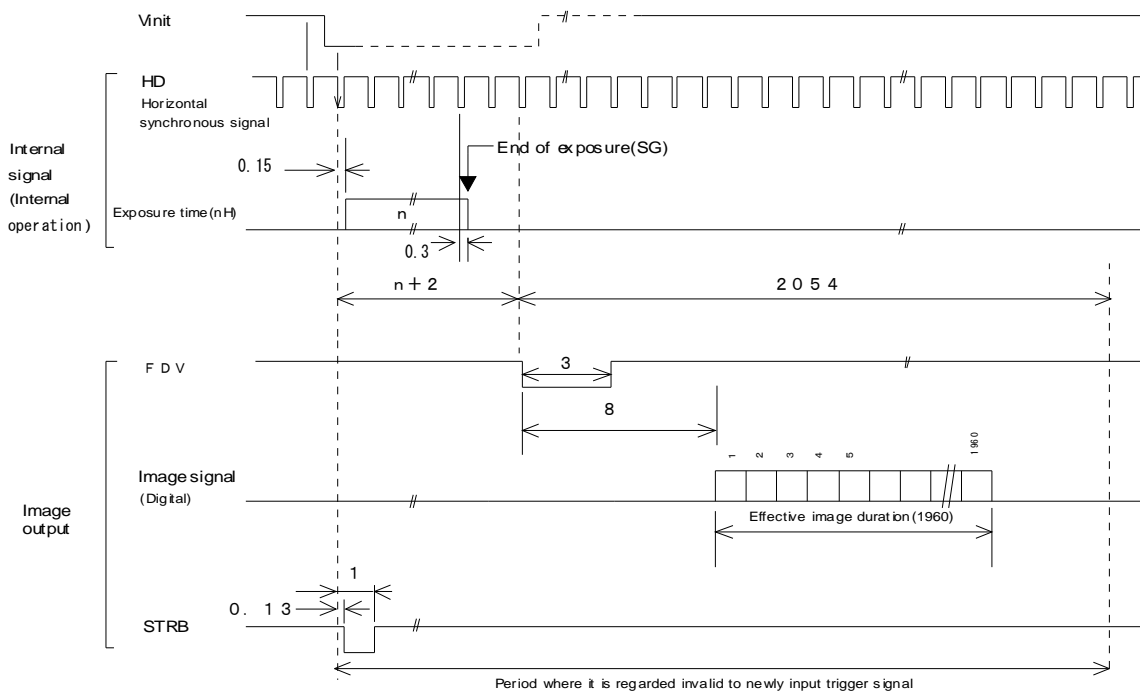 Vinit
HD
Horizontal
synchronous signal
Internal
signal
(Internal
operation)
0.15
End of exposure(SG)
Exposure time(nH)
n
0.3
n+2
2054
FDV
3
8
1
2
3
4
5
1960
Image signal
(Digital)
Effective image duration(1960)
Image
output
1
0.13
STRB
Period where it is regarded invalid to newly input trigger signal